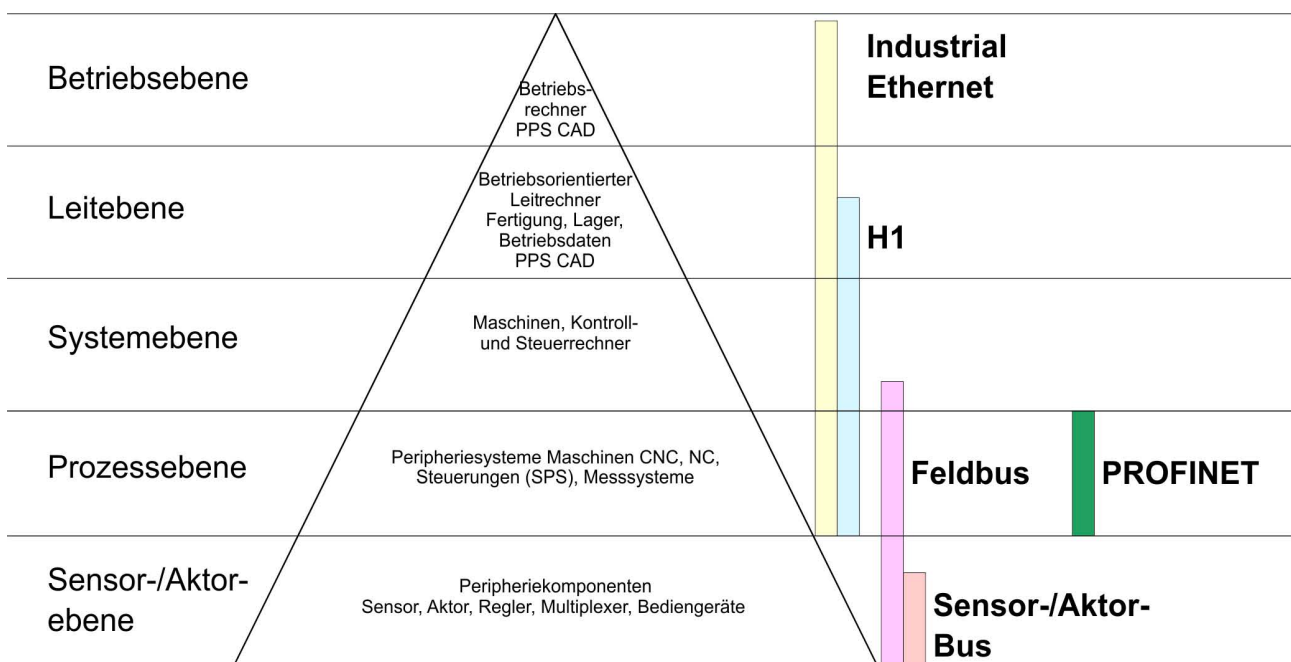 Betriebsebene
Betriebs-
rechner
PPS CAD
Industrial
Ethernet
Leitebene
Betriebsorientierter
Leitrechner
Fertigung, Lager,
Betriebsdaten
PPS CAD
H1
Systemebene
Maschinen, Kontroll-
und Steuerrechner
Prozessebene
Peripheriesysteme Maschinen CNC, NC,
Steuerungen (SPS), Messsysteme
Feldbus
PROFINET
Sensor-/Aktor-
ebene
Peripheriekomponenten
Sensor, Aktor, Regler, Multiplexer, Bediengeräte
Sensor-/Aktor-
Bus